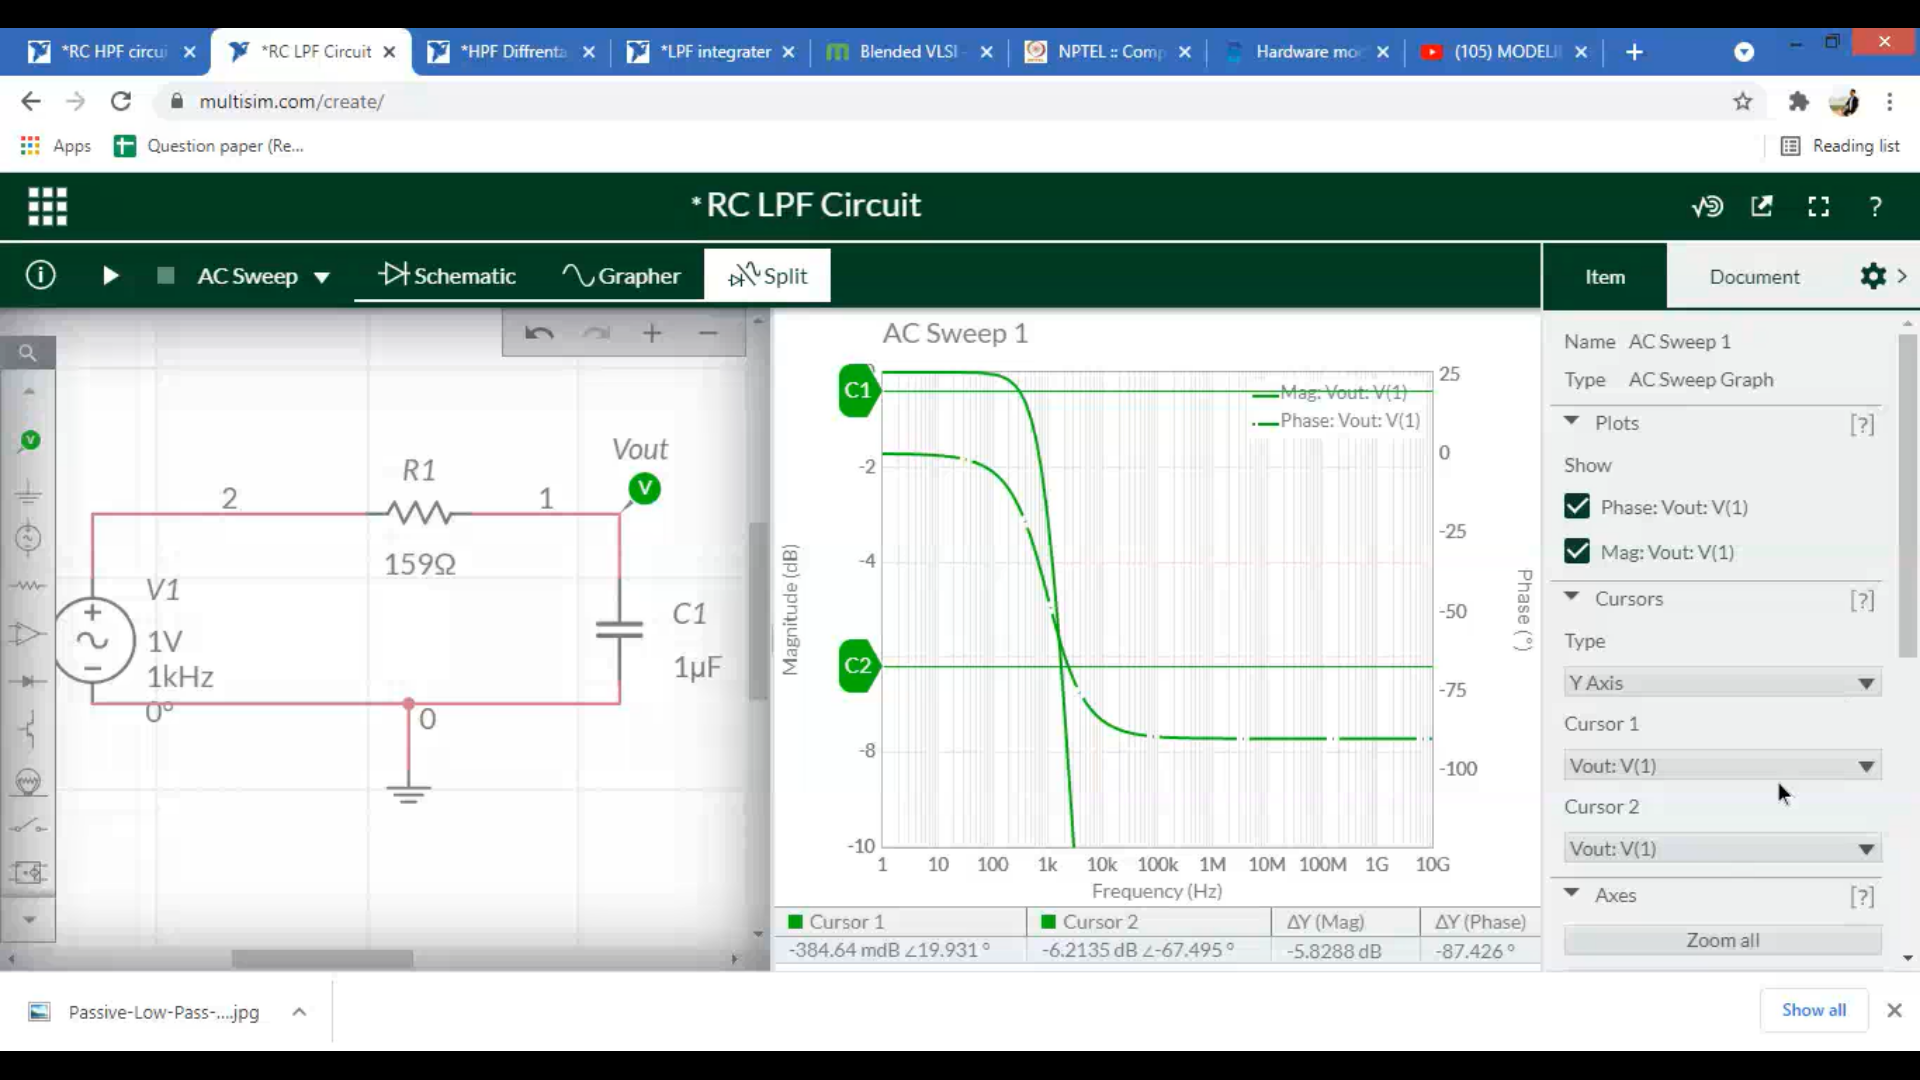 *RC HPF circui
*RC LPF Circuit
*HPF Diffrenta
*LPF integrater
Blended VLSI -
NPTEL :: Comp
Hardware mo
(105) MODELI
multisim.com/create/
Apps
Question paper (Re...
Reading list
* RC LPF Circuit
?
AC Sweep
Schematic
Grapher
Split
Item
Document
Vout
V
R1
2
1
159Ω
V1
1V
1kHz
0°
C1
1µF
0
V
AC Sweep 1
C1
C2
Mag: Vout: V(1)
Phase: Vout: V(1)
-2
-4
-8
-10
25
0
-25
-50
-75
-100
Magnitude (dB)
Phase (°)
1 10 100 1k 10k 100k 1M 10M 100M 1G 10G
Frequency (Hz)
Cursor 1 Cursor 2 ΔY (Mag) ΔY (Phase)
-384.64 mdB ∠19.931 ° -6.2135 dB ∠-67.495 ° -5.8288 dB -87.426 °
Name AC Sweep 1
Type AC Sweep Graph
Plots [?]
Show
Phase: Vout: V(1)
Mag: Vout: V(1)
Cursors [?]
Type
Y Axis
Cursor 1
Vout: V(1)
Cursor 2
Vout: V(1)
Axes [?]
Zoom all
Passive-Low-Pass-....jpg
Show all